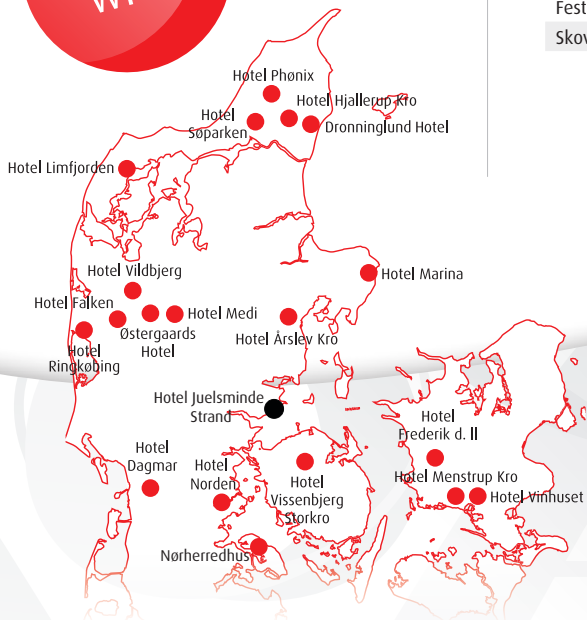 Fest
Skov
Hotel Phønix
Hotel Hjallerup Kro
Hotel
Søparken
Dronninglund Hotel
Hotel Limfjorden
Hotel Vildbjerg
Hotel Marina
Hotel Falken
Hotel Medi
Østergaards
Hotel
Hotel Årslev Kro
Hotel
Ringkøbing
Hotel Juelsminde
Strand
Hotel
Frederik d. II
Hotel
Dagmar
Hotel
Norden
Hotel
Vissenbjerg
Storkro
Hotel Menstrup Kro
Hotel Vinhuset
Nørherredhus